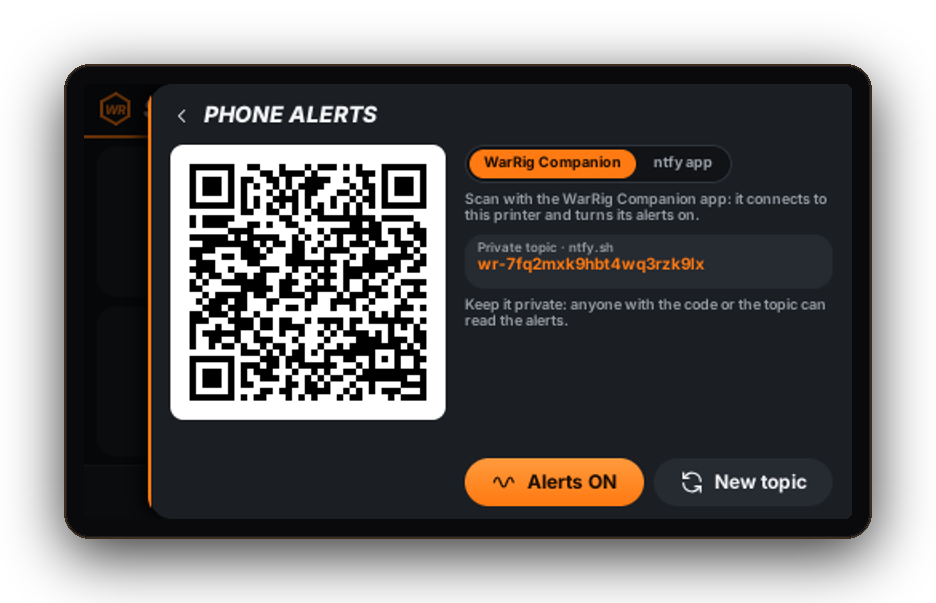 WR
PHONE ALERTS
WarRig Companion
ntfy app
Scan with the WarRig Companion app: it connects to
this printer and turns its alerts on.
Private topic · ntfy.sh
wr-7fq2mxk9hbt4wq3rzk9lx
Keep it private: anyone with the code or the topic can
read the alerts.
Alerts ON
New topic